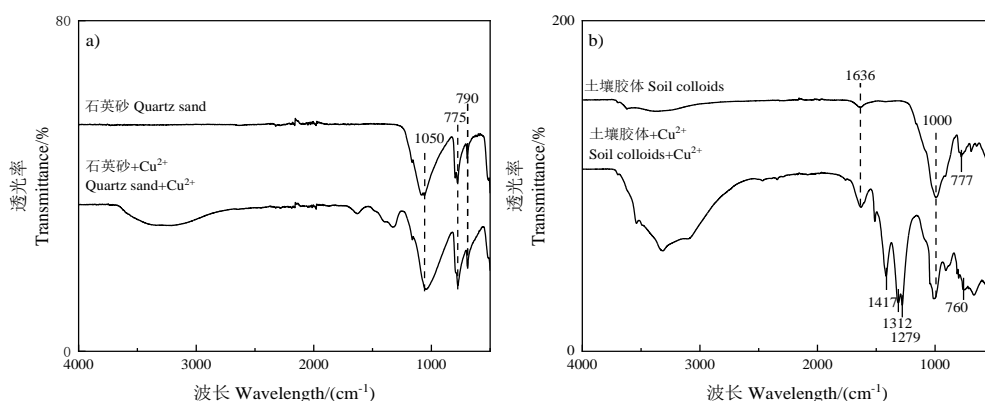 80
0
透光率
Transmittance/%
a)
石英砂 Quartz sand
石英砂+Cu²⁺
Quartz sand+Cu²⁺
1050
775
790
4000
3000
2000
1000
波长 Wavelength/(cm⁻¹)
200
0
透光率
Transmittance/%
b)
土壤胶体 Soil colloids
土壤胶体+Cu²⁺
Soil colloids+Cu²⁺
1636
1000
777
1417
1312
1279
760
4000
3000
2000
1000
波长 Wavelength/(cm⁻¹)